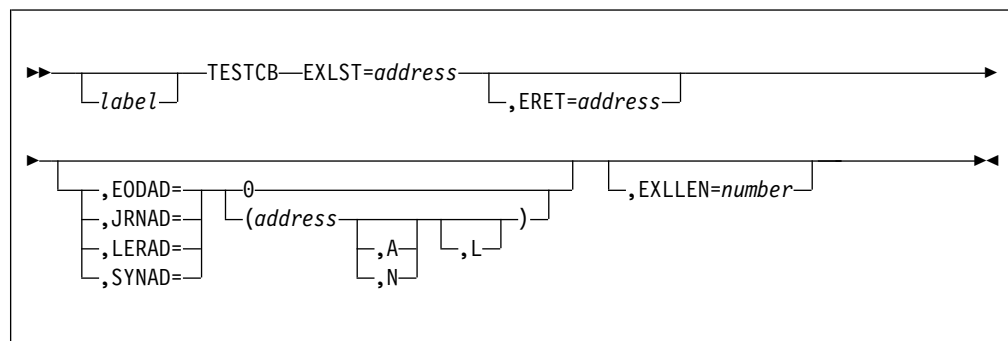 TESTCB EXLST=address
label ,ERET=address
,EODAD= 0 ,EXLLEN=number
,JRNAD= (address )
,LERAD= ,A ,L
,SYNAD= ,N